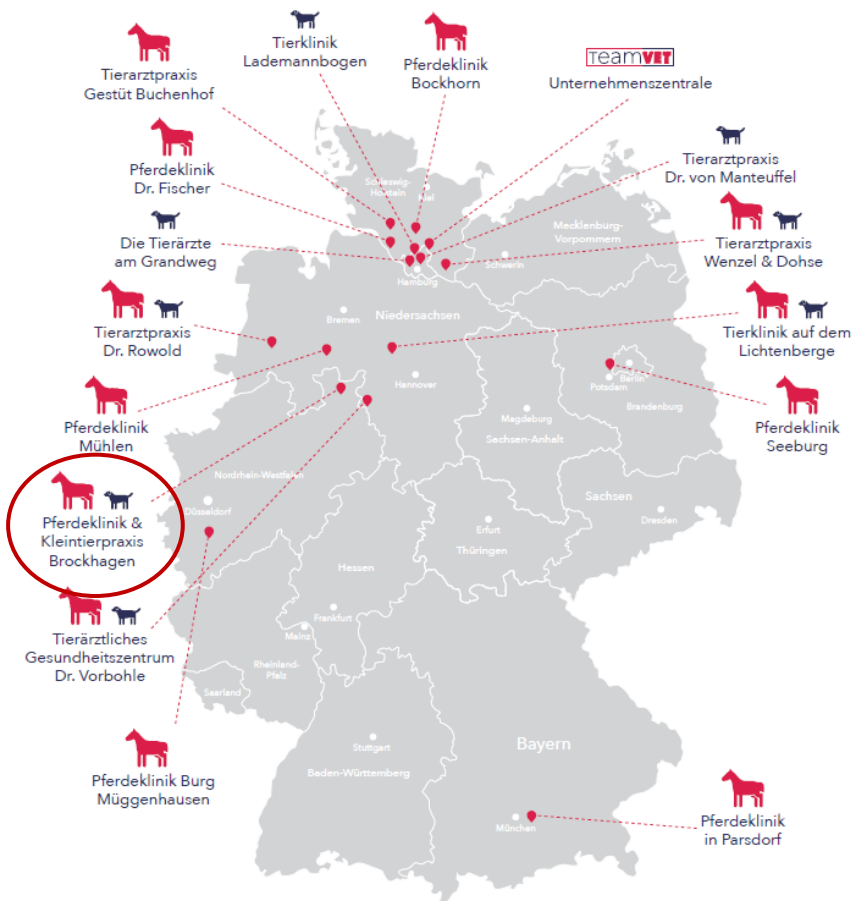 Tierarztpraxis
Gestüt Buchenhof
Tierklinik
Lademannbogen
Pferdeklinik
Bockhorn
TeamVET
Unternehmenszentrale
Pferdeklinik
Dr. Fischer
Tierarztpraxis
Dr. von Manteuffel
Die Tierärzte
am Grandweg
Tierarztpraxis
Wenzel & Dohse
Tierarztpraxis
Dr. Rowold
Tierklinik auf dem
Lichtenberge
Pferdeklinik
Mühlen
Pferdeklinik
Seeburg
Pferdeklinik &
Kleintierpraxis
Brockhagen
Tierärztliches
Gesundheitszentrum
Dr. Vorbohle
Pferdeklinik Burg
Müggenhausen
Pferdeklinik
in Parsdorf
Schleswig-
Holstein
Kiel
Mecklenburg-
Vorpommern
Schwerin
Hamburg
Bremen
Niedersachsen
Hannover
Berlin
Potsdam
Brandenburg
Magdeburg
Sachsen-Anhalt
Nordrhein-Westfalen
Düsseldorf
Sachsen
Dresden
Erfurt
Thüringen
Hessen
Frankfurt
Mainz
Rheinland-
Pfalz
Saarland
Stuttgart
Baden-Württemberg
Bayern
München